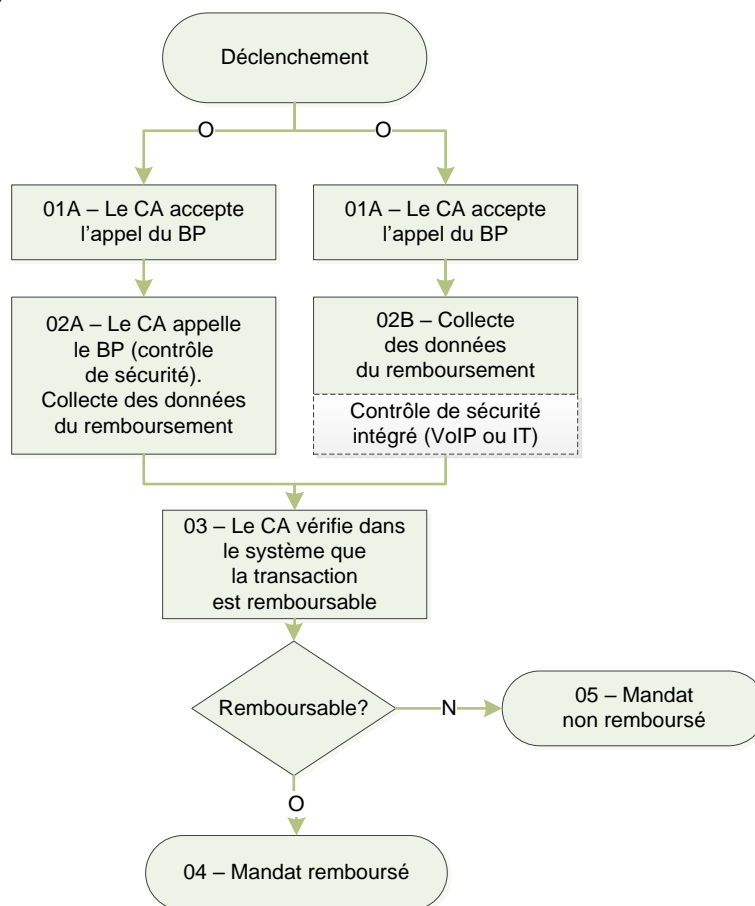 Déclenchement
O
O
01A – Le CA accepte
l'appel du BP
01A – Le CA accepte
l'appel du BP
02A – Le CA appelle
le BP (contrôle
de sécurité).
Collecte des données
du remboursement
02B – Collecte
des données
du remboursement
Contrôle de sécurité
intégré (VoIP ou IT)
03 – Le CA vérifie dans
le système que
la transaction
est remboursable
Remboursable?
N
05 – Mandat
non remboursé
O
04 – Mandat remboursé